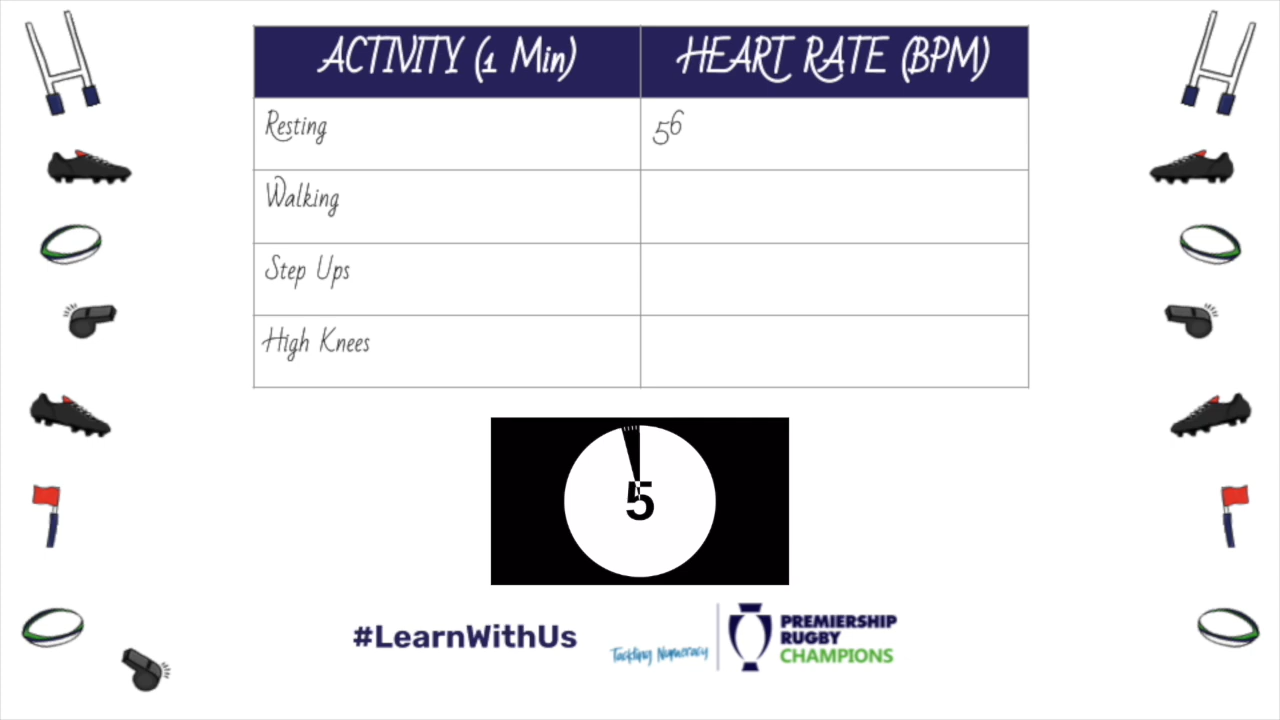 ACTIVITY (1 Min) HEART RATE (BPM)
Resting 56
Walking
Step Ups
High Knees
5
#LearnWithUs
Tackling Numeracy
PREMIERSHIP
RUGBY
CHAMPIONS